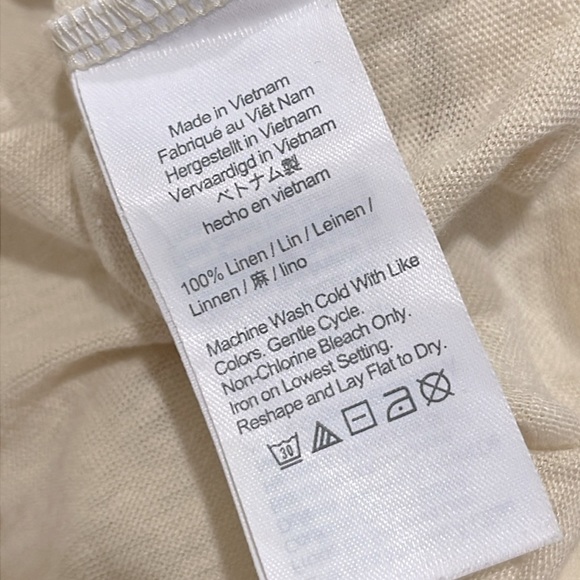 Made in Vietnam
Fabriqué au Viêt Nam
Hergestellt in Vietnam
Vervaardigd in Vietnam
ベトナム製
hecho en vietnam
100% Linen / Lin / Leinen /
Linnen / 麻 / lino
Machine Wash Cold With Like
Colors. Gentle Cycle.
Non-Chlorine Bleach Only.
Iron on Lowest Setting.
Reshape and Lay Flat to Dry.
30